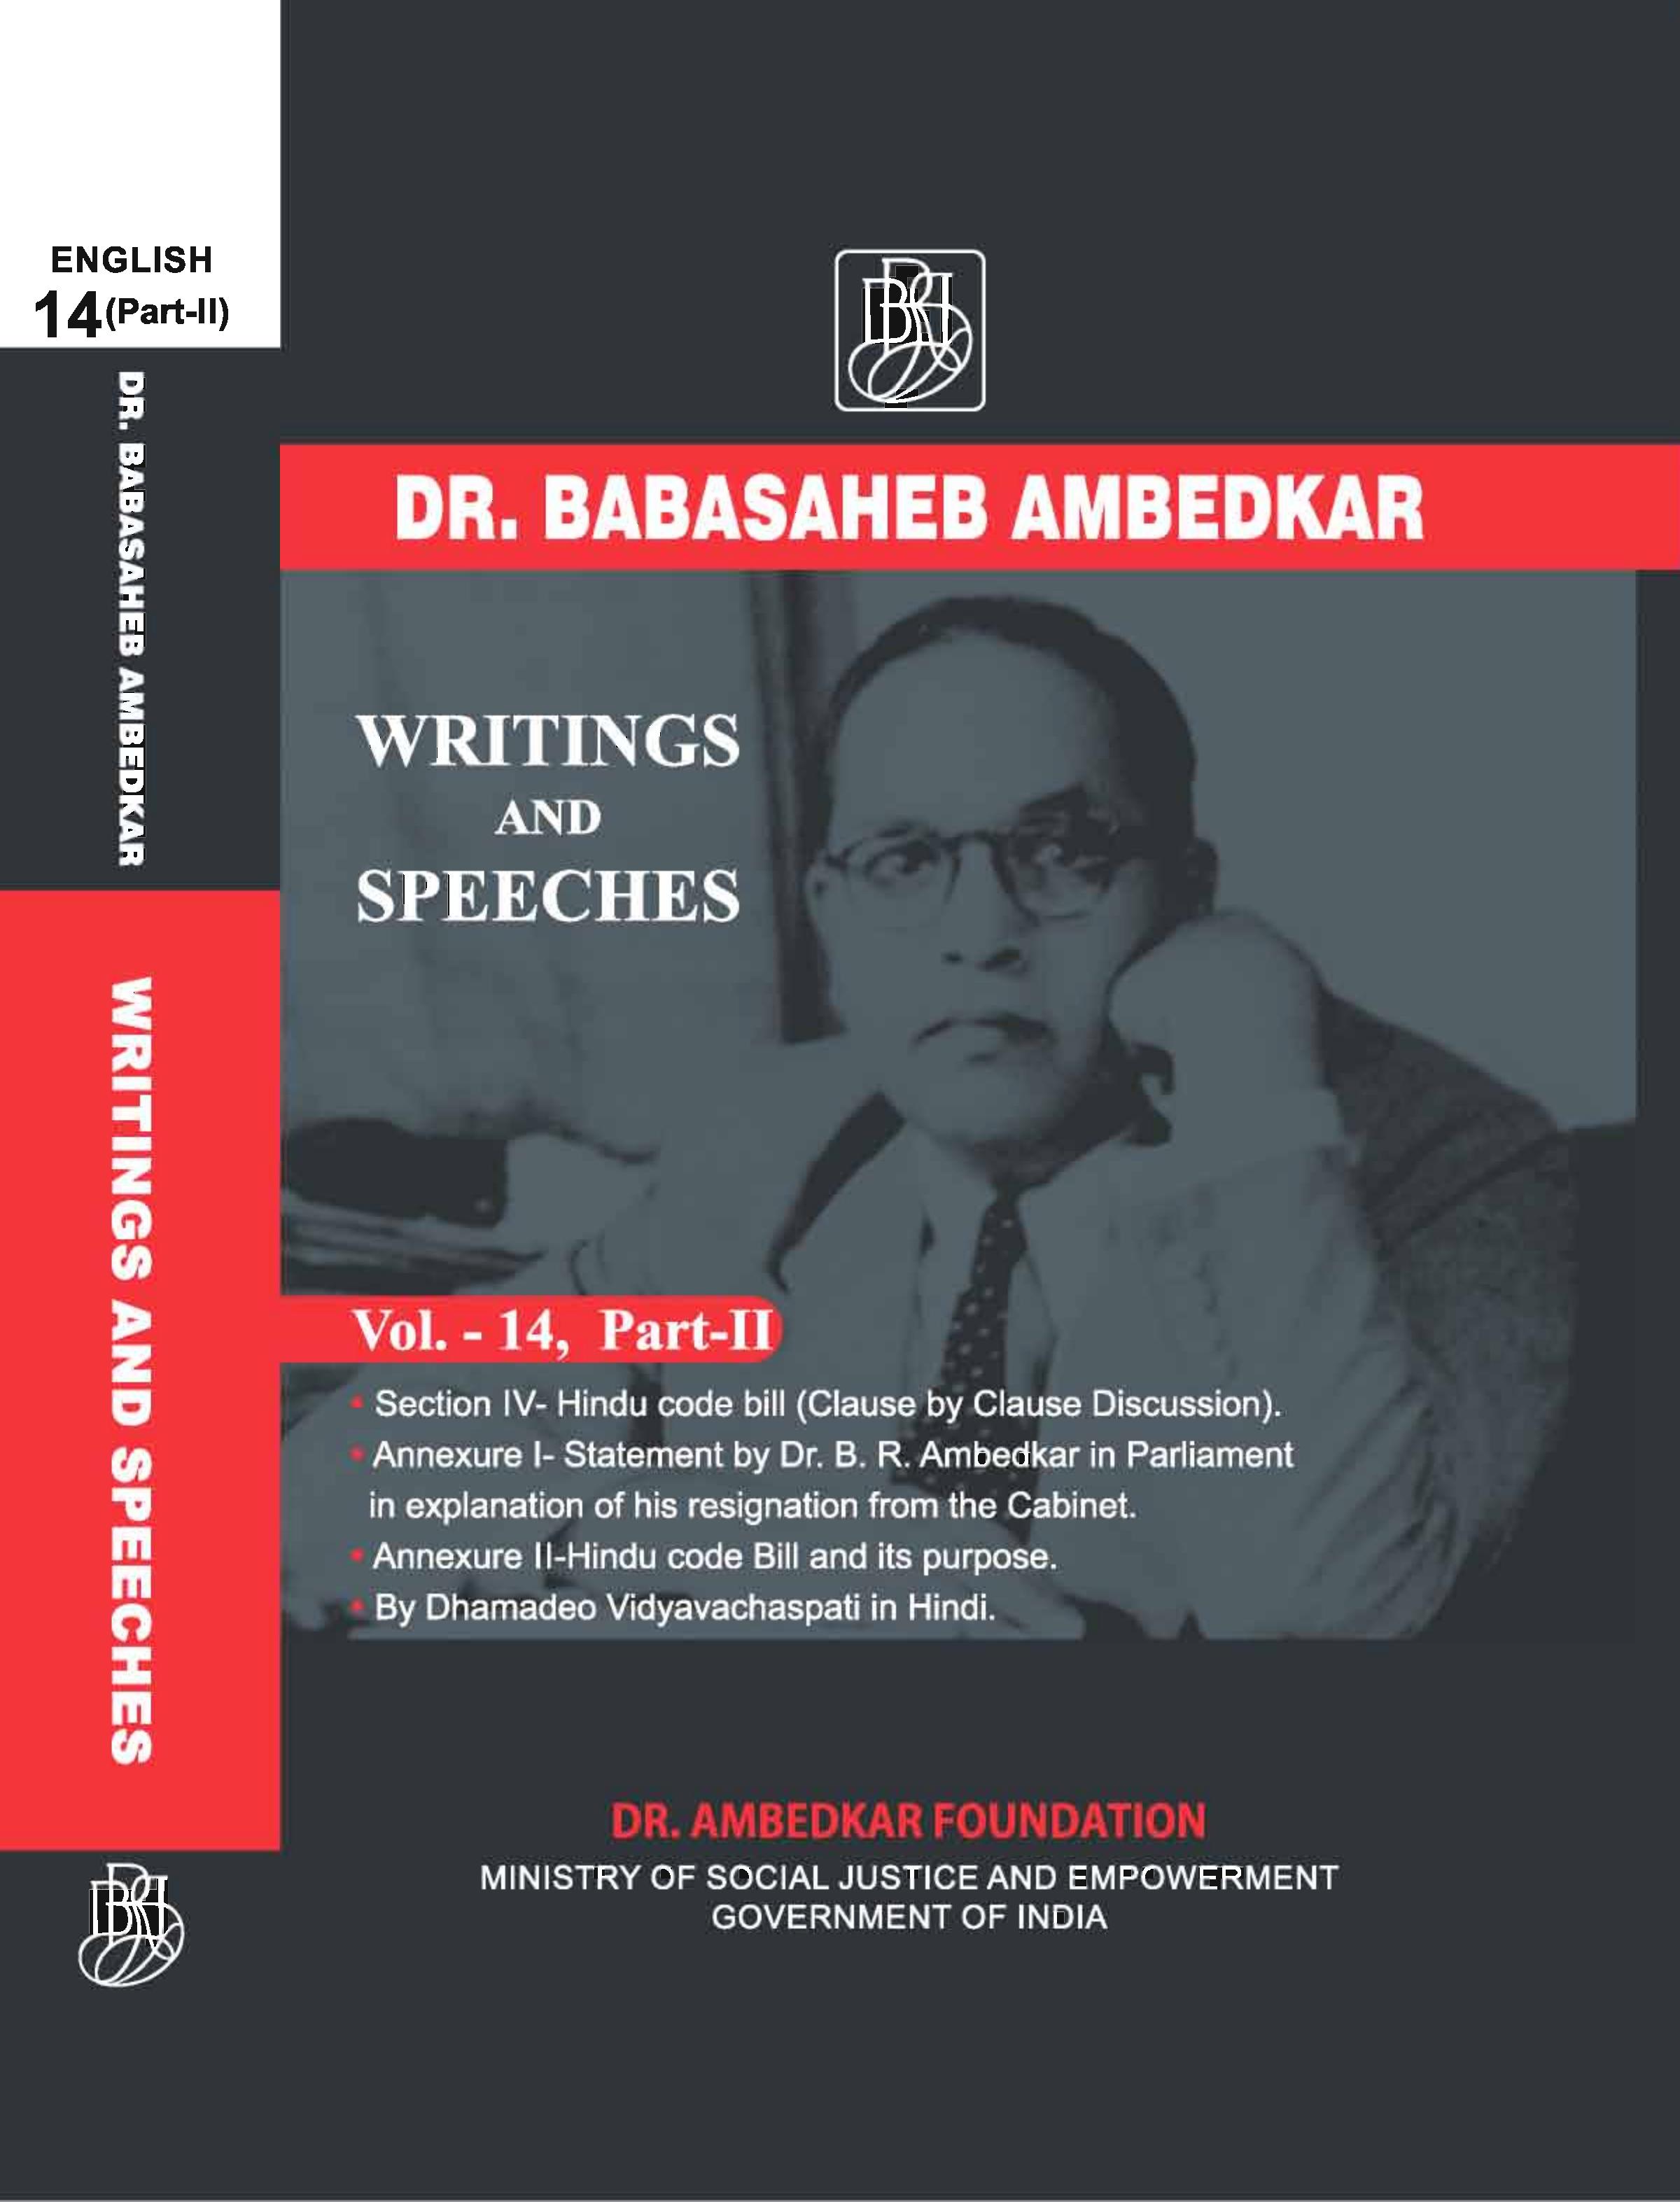 ENGLISH
14 (Part-II)
DR. BABASAHEB AMBEDKAR
WRITINGS AND SPEECHES
DR. BABASAHEB AMBEDKAR
WRITINGS
AND
SPEECHES
Vol. - 14, Part-II
• Section IV- Hindu code bill (Clause by Clause Discussion).
• Annexure I- Statement by Dr. B. R. Ambedkar in Parliament
in explanation of his resignation from the Cabinet.
• Annexure II-Hindu code Bill and its purpose.
• By Dhamadeo Vidyavachaspati in Hindi.
DR. AMBEDKAR FOUNDATION
MINISTRY OF SOCIAL JUSTICE AND EMPOWERMENT
GOVERNMENT OF INDIA